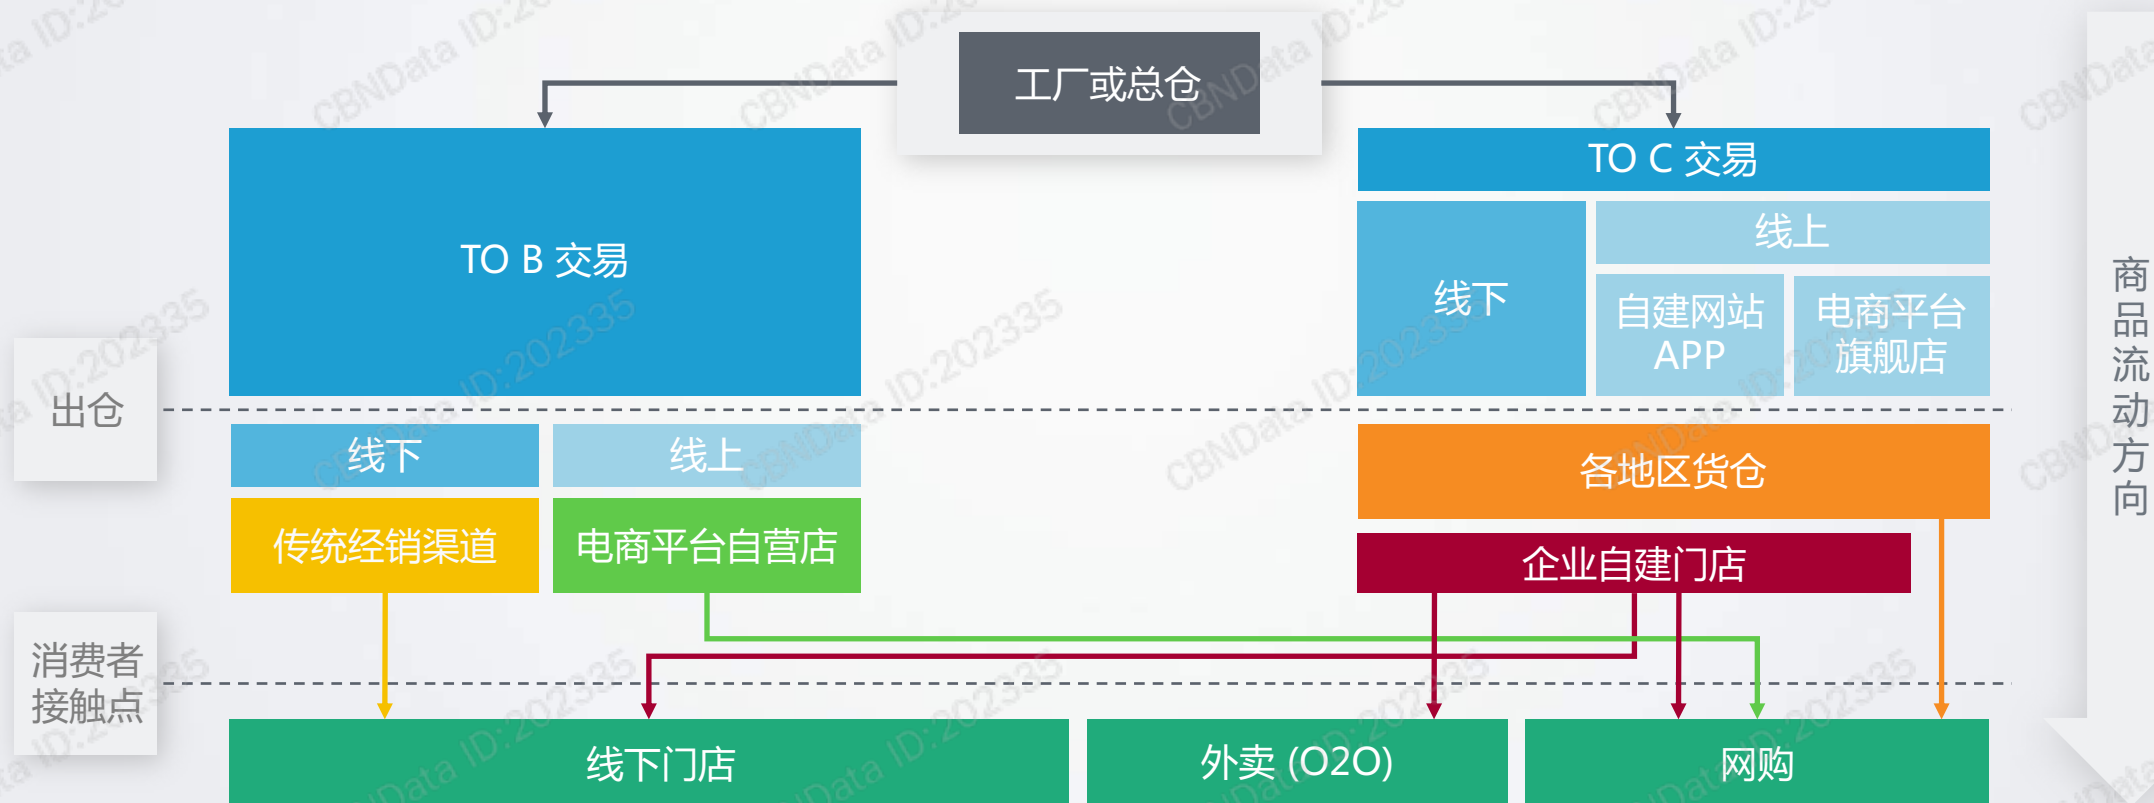 工厂或总仓
TO B 交易
TO C 交易
线下
线上
自建网站
APP
电商平台
旗舰店
出仓
线下
线上
传统经销渠道
电商平台自营店
各地区货仓
企业自建门店
消费者
接触点
线下门店
外卖 (O2O)
网购
商品流动方向
CBNData ID:202335